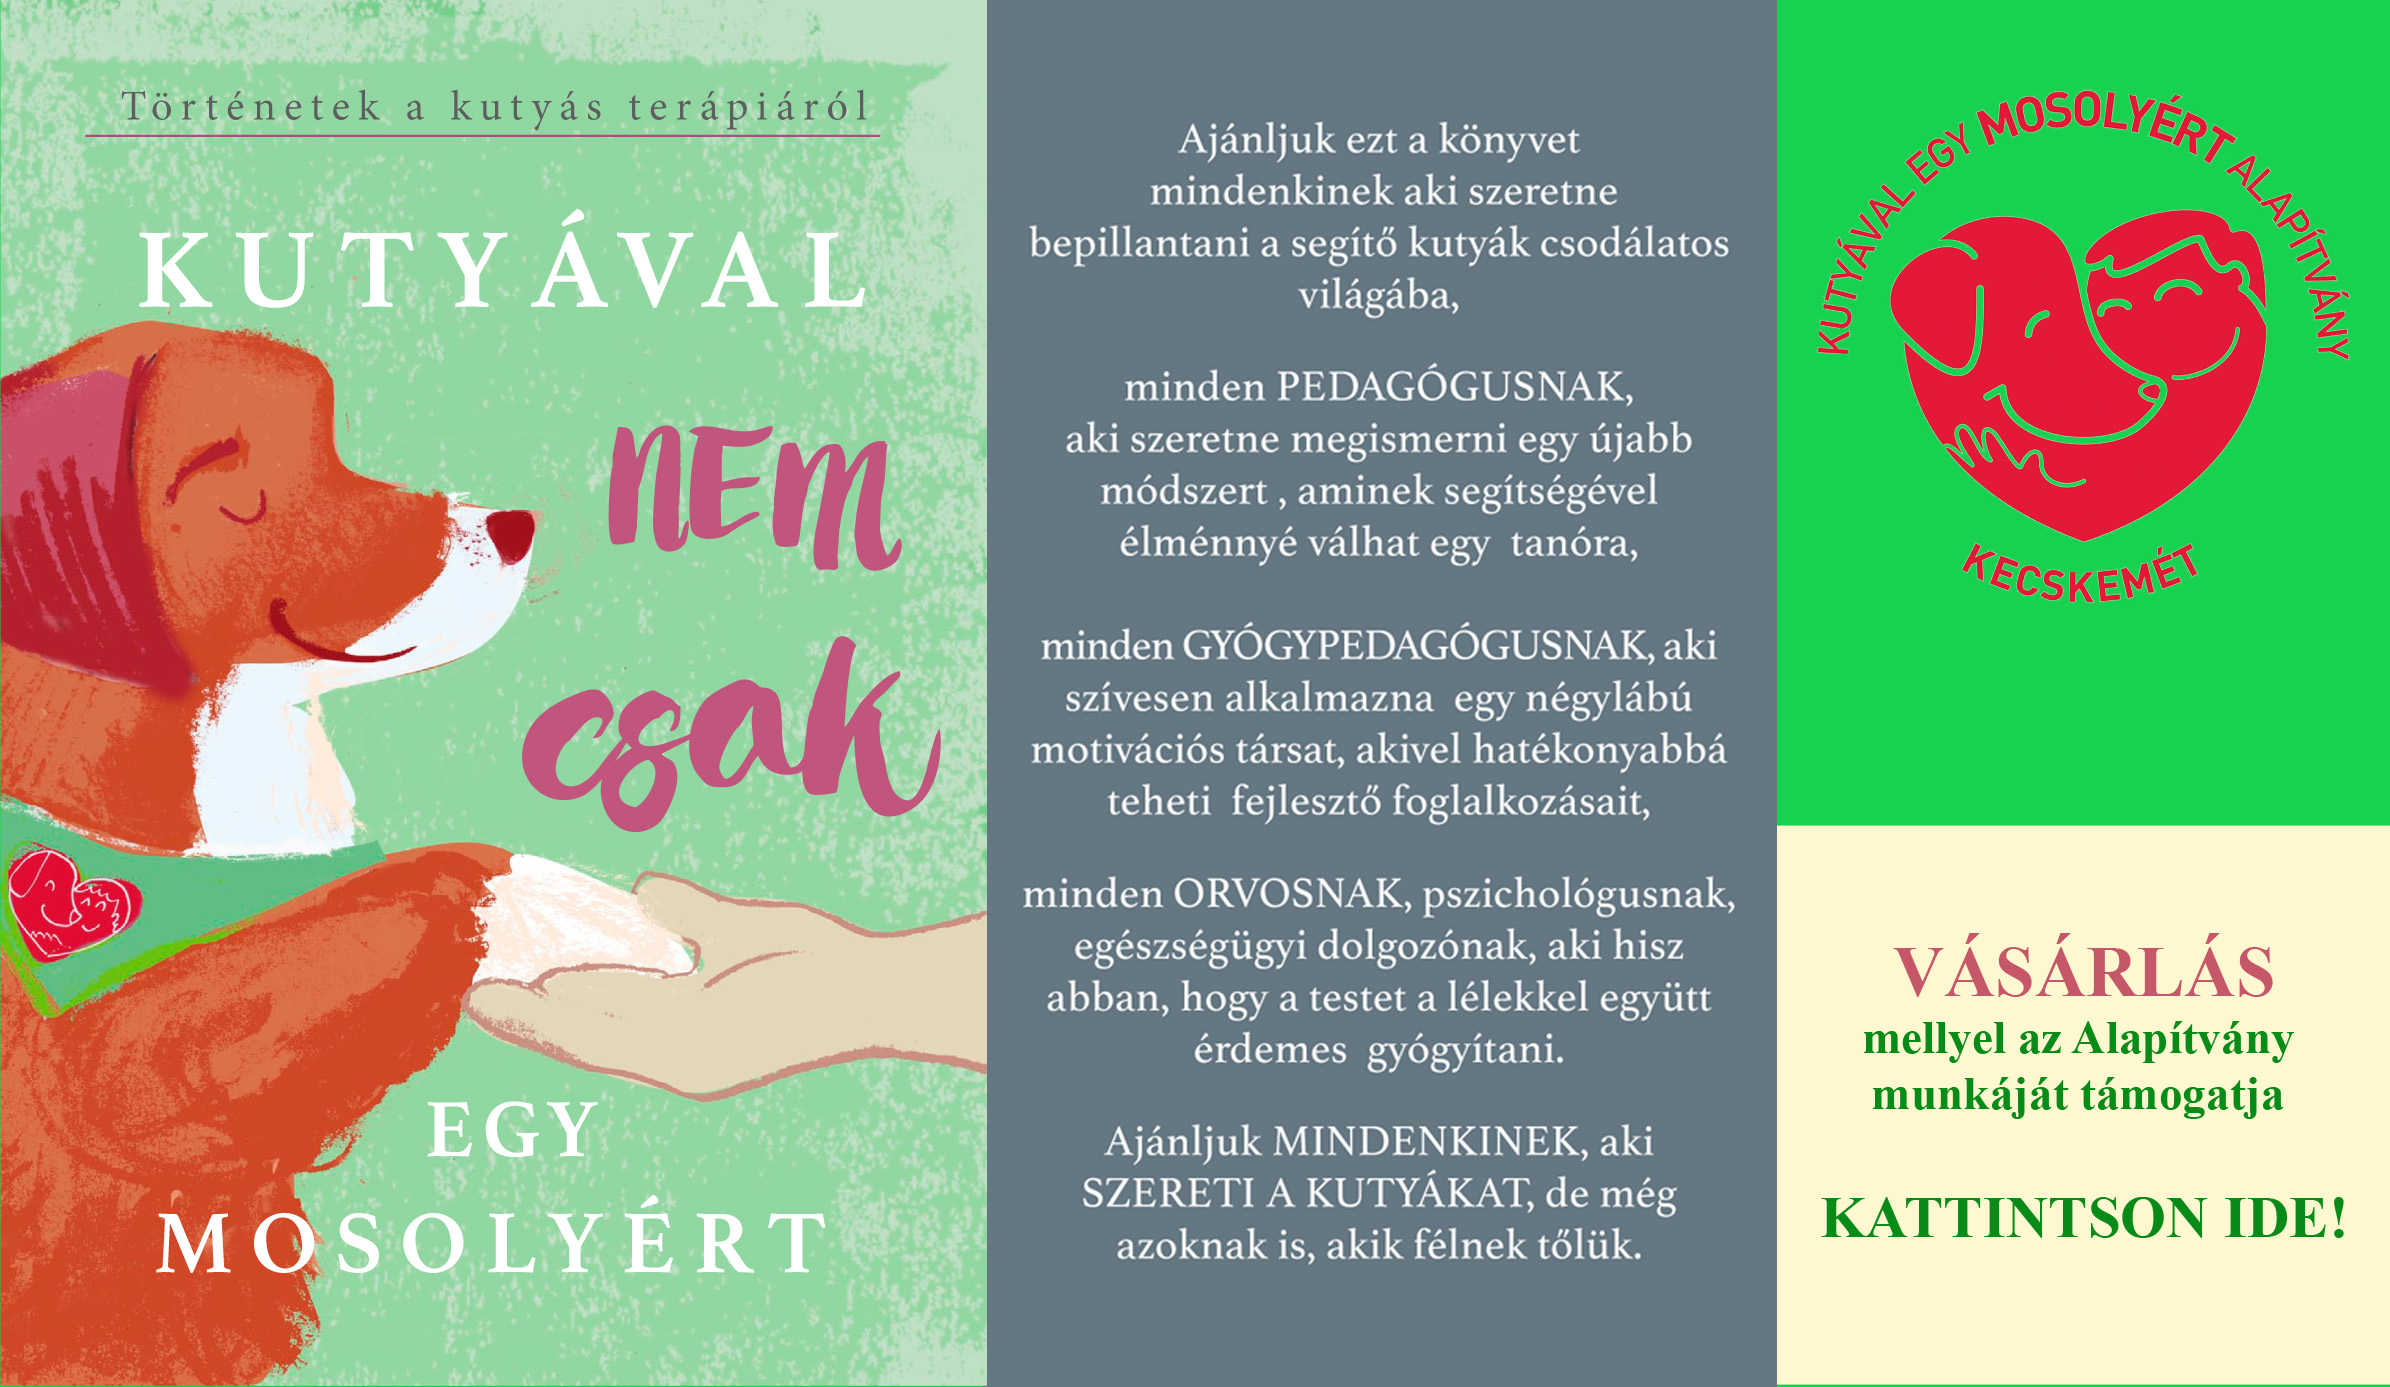 Történetek a kutyás terápiáról
KUTYÁVAL
NEM
csak
EGY
MOSOLYÉRT
Ajánljuk ezt a könyvet
mindenkinek aki szeretne
bepillantani a segítő kutyák csodálatos
világába,
minden PEDAGÓGUSNAK,
aki szeretne megismerni egy újabb
módszert , aminek segítségével
élménnyé válhat egy tanóra,
minden GYÓGYPEDAGÓGUSNAK, aki
szívesen alkalmazna egy négylábú
motivációs társat, akivel hatékonyabbá
teheti fejlesztő foglalkozásait,
minden ORVOSNAK, pszichológusnak,
egészségügyi dolgozónak, aki hisz
abban, hogy a testet a lélekkel együtt
érdemes gyógyítani.
Ajánljuk MINDENKINEK, aki
SZERETI A KUTYÁKAT, de még
azoknak is, akik félnek tőlük.
KUTYÁVAL EGY MOSOLYÉRT ALAPÍTVÁNY
KECSKEMÉT
VÁSÁRLÁS
mellyel az Alapítvány
munkáját támogatja
KATTINTSON IDE!